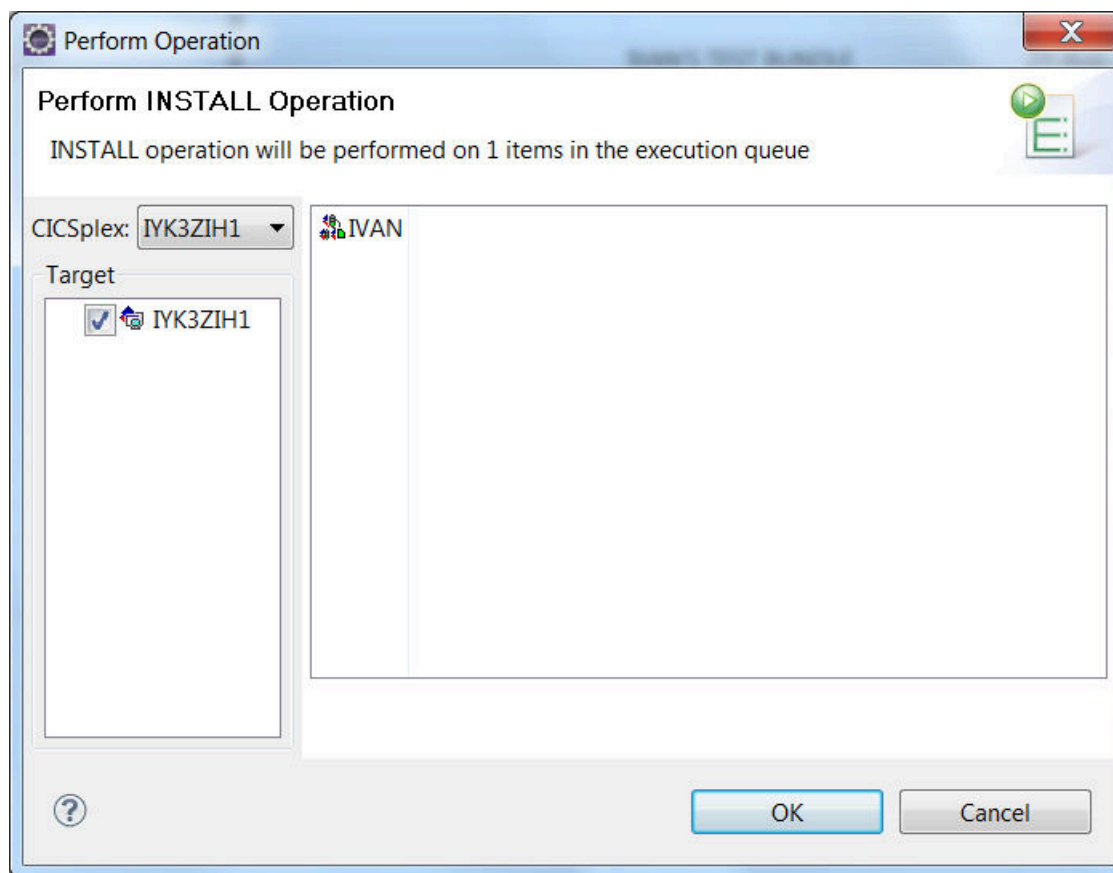 Perform Operation
X
Perform INSTALL Operation
INSTALL operation will be performed on 1 items in the execution queue
CICSplex: IYK3ZIH1
IVAN
Target
IYK3ZIH1
?
OK
Cancel